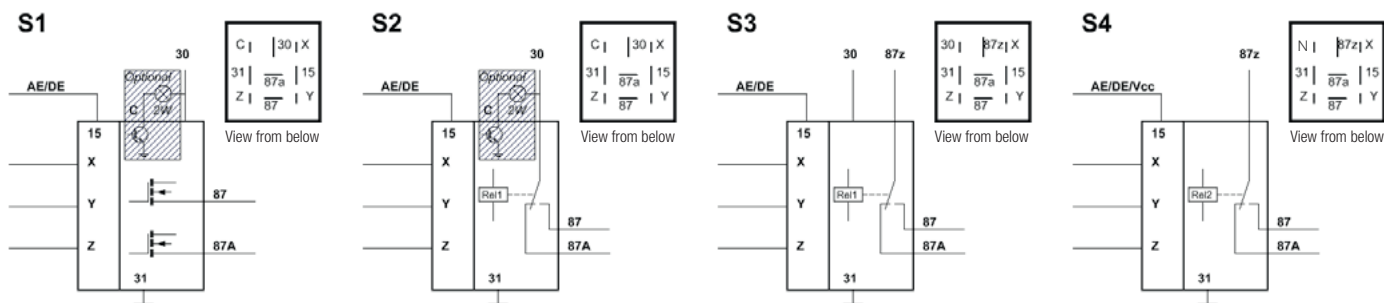 S1
30
C 30 X
31 87a 15
Z 87 Y
View from below
Optional
AE/DE
C 2W
15
X
Y
Z
87
87A
31
S2
30
C 30 X
31 87a 15
Z 87 Y
View from below
Optional
AE/DE
C 2W
15
X
Rel1
Y
Z
87
87A
31
S3
30 87z
30 87z X
31 87a 15
Z 87 Y
View from below
AE/DE
15
X
Rel1
Y
Z
87
87A
31
S4
87z
N 87z X
31 87a 15
Z 87 Y
View from below
AE/DE/Vcc
15
X
Rel2
Y
Z
87
87A
31